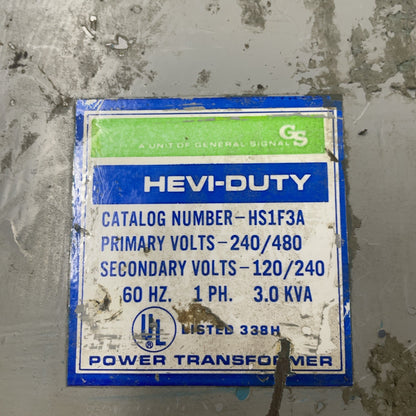 GS
A UNIT OF GENERAL SIGNAL
HEVI-DUTY
CATALOG NUMBER-HS1F3A
PRIMARY VOLTS-240/480
SECONDARY VOLTS-120/240
60 HZ. 1 PH. 3.0 KVA
UL ® LISTED 338H
POWER TRANSFORMER